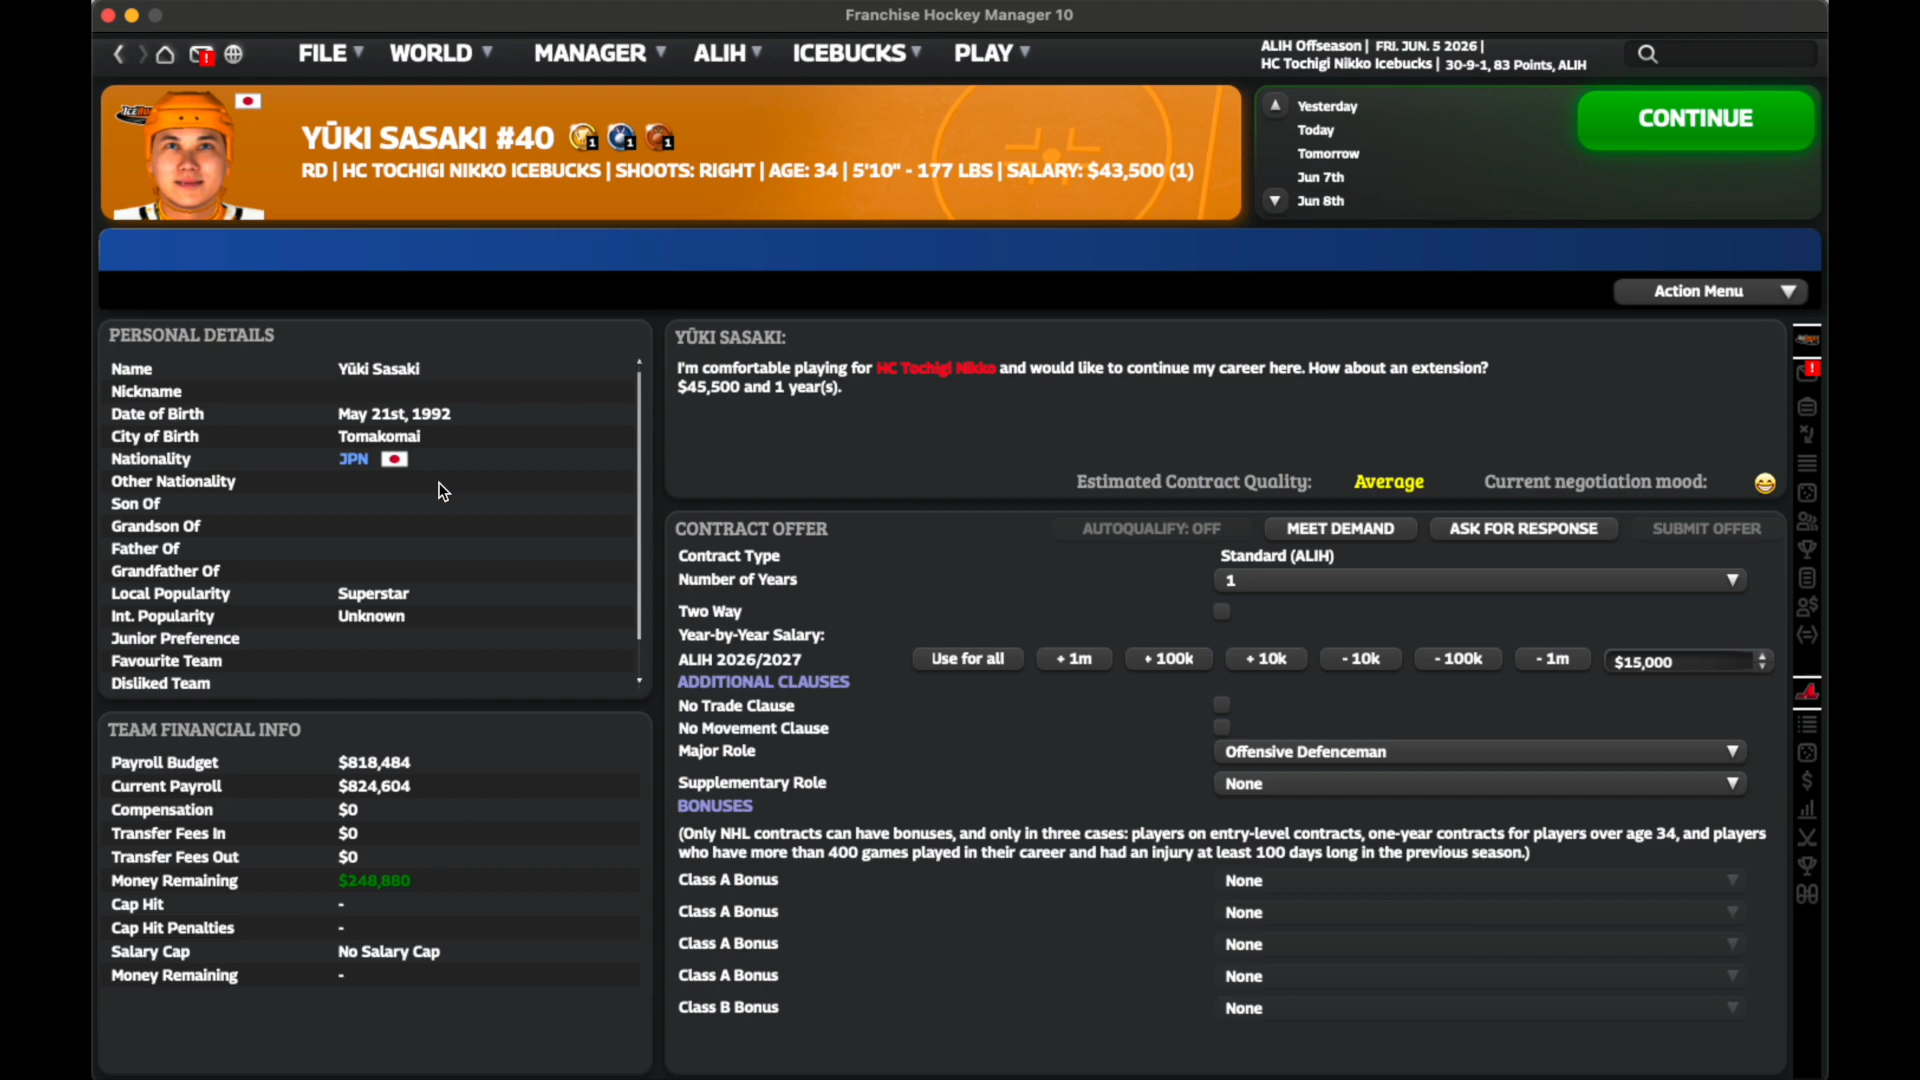 Franchise Hockey Manager 10
FILE WORLD MANAGER ALIH ICEBUCKS PLAY
ALIH Offseason | FRI. JUN. 5 2026 |
HC Tochigi Nikko Icebucks | 30-9-1, 83 Points, ALIH
YŪKI SASAKI #40 1 1 1
RD | HC TOCHIGI NIKKO ICEBUCKS | SHOOTS: RIGHT | AGE: 34 | 5'10" - 177 LBS | SALARY: $43,500 (1)
Yesterday
Today
Tomorrow
Jun 7th
Jun 8th
CONTINUE
Action Menu
PERSONAL DETAILS
Name Yūki Sasaki
Nickname
Date of Birth May 21st, 1992
City of Birth Tomakomai
Nationality JPN
Other Nationality
Son Of
Grandson Of
Father Of
Grandfather Of
Local Popularity Superstar
Int. Popularity Unknown
Junior Preference
Favourite Team
Disliked Team
TEAM FINANCIAL INFO
Payroll Budget $818,484
Current Payroll $824,604
Compensation $0
Transfer Fees In $0
Transfer Fees Out $0
Money Remaining $248,880
Cap Hit -
Cap Hit Penalties -
Salary Cap No Salary Cap
Money Remaining -
YŪKI SASAKI:
I'm comfortable playing for HC Tochigi Nikko and would like to continue my career here. How about an extension?
$45,500 and 1 year(s).
Estimated Contract Quality: Average Current negotiation mood:
CONTRACT OFFER AUTOQUALIFY: OFF MEET DEMAND ASK FOR RESPONSE SUBMIT OFFER
Contract Type Standard (ALIH)
Number of Years 1
Two Way
Year-by-Year Salary:
ALIH 2026/2027 Use for all + 1m + 100k + 10k - 10k - 100k - 1m $15,000
ADDITIONAL CLAUSES
No Trade Clause
No Movement Clause
Major Role Offensive Defenceman
Supplementary Role None
BONUSES
(Only NHL contracts can have bonuses, and only in three cases: players on entry-level contracts, one-year contracts for players over age 34, and players
who have more than 400 games played in their career and had an injury at least 100 days long in the previous season.)
Class A Bonus None
Class A Bonus None
Class A Bonus None
Class A Bonus None
Class B Bonus None